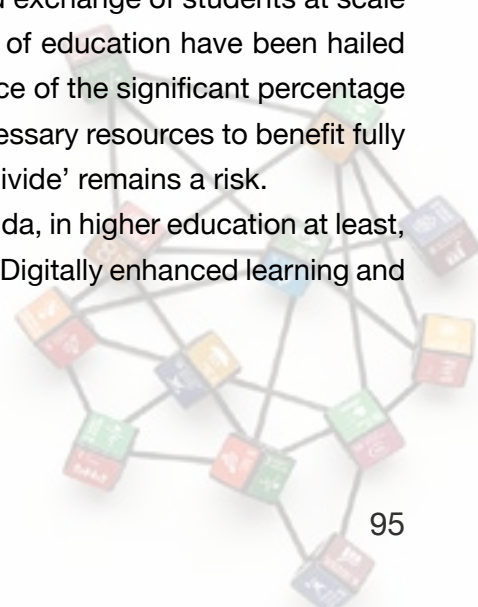 exchange of students at scale
of education have been hailed
ce of the significant percentage
essary resources to benefit fully
ivide’ remains a risk.
da, in higher education at least,
Digitally enhanced learning and
95